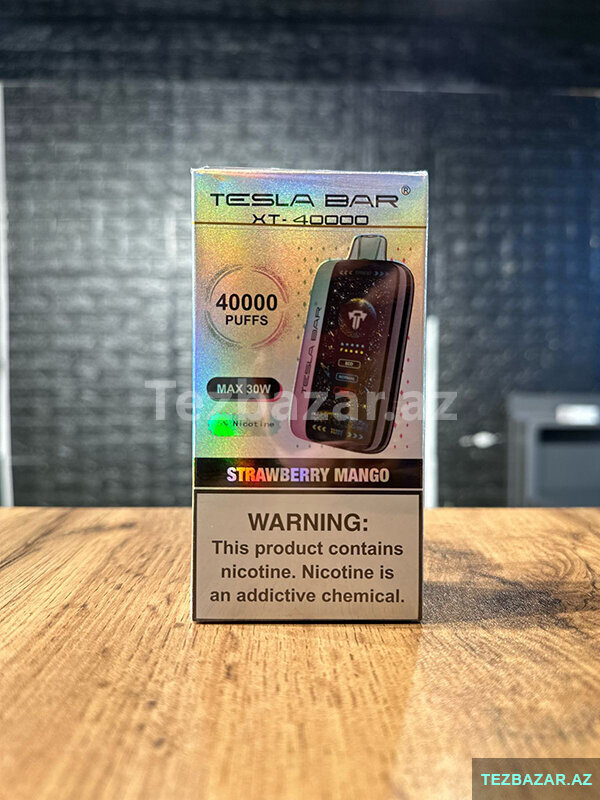 TESLA BAR®
XT- 40000
40000
PUFFS
MAX 30W
Nicotine
TESLA BAR
STRAWBERRY MANGO
WARNING:
This product contains
nicotine. Nicotine is
an addictive chemical.
Tezbazar.az
TEZBAZAR.AZ